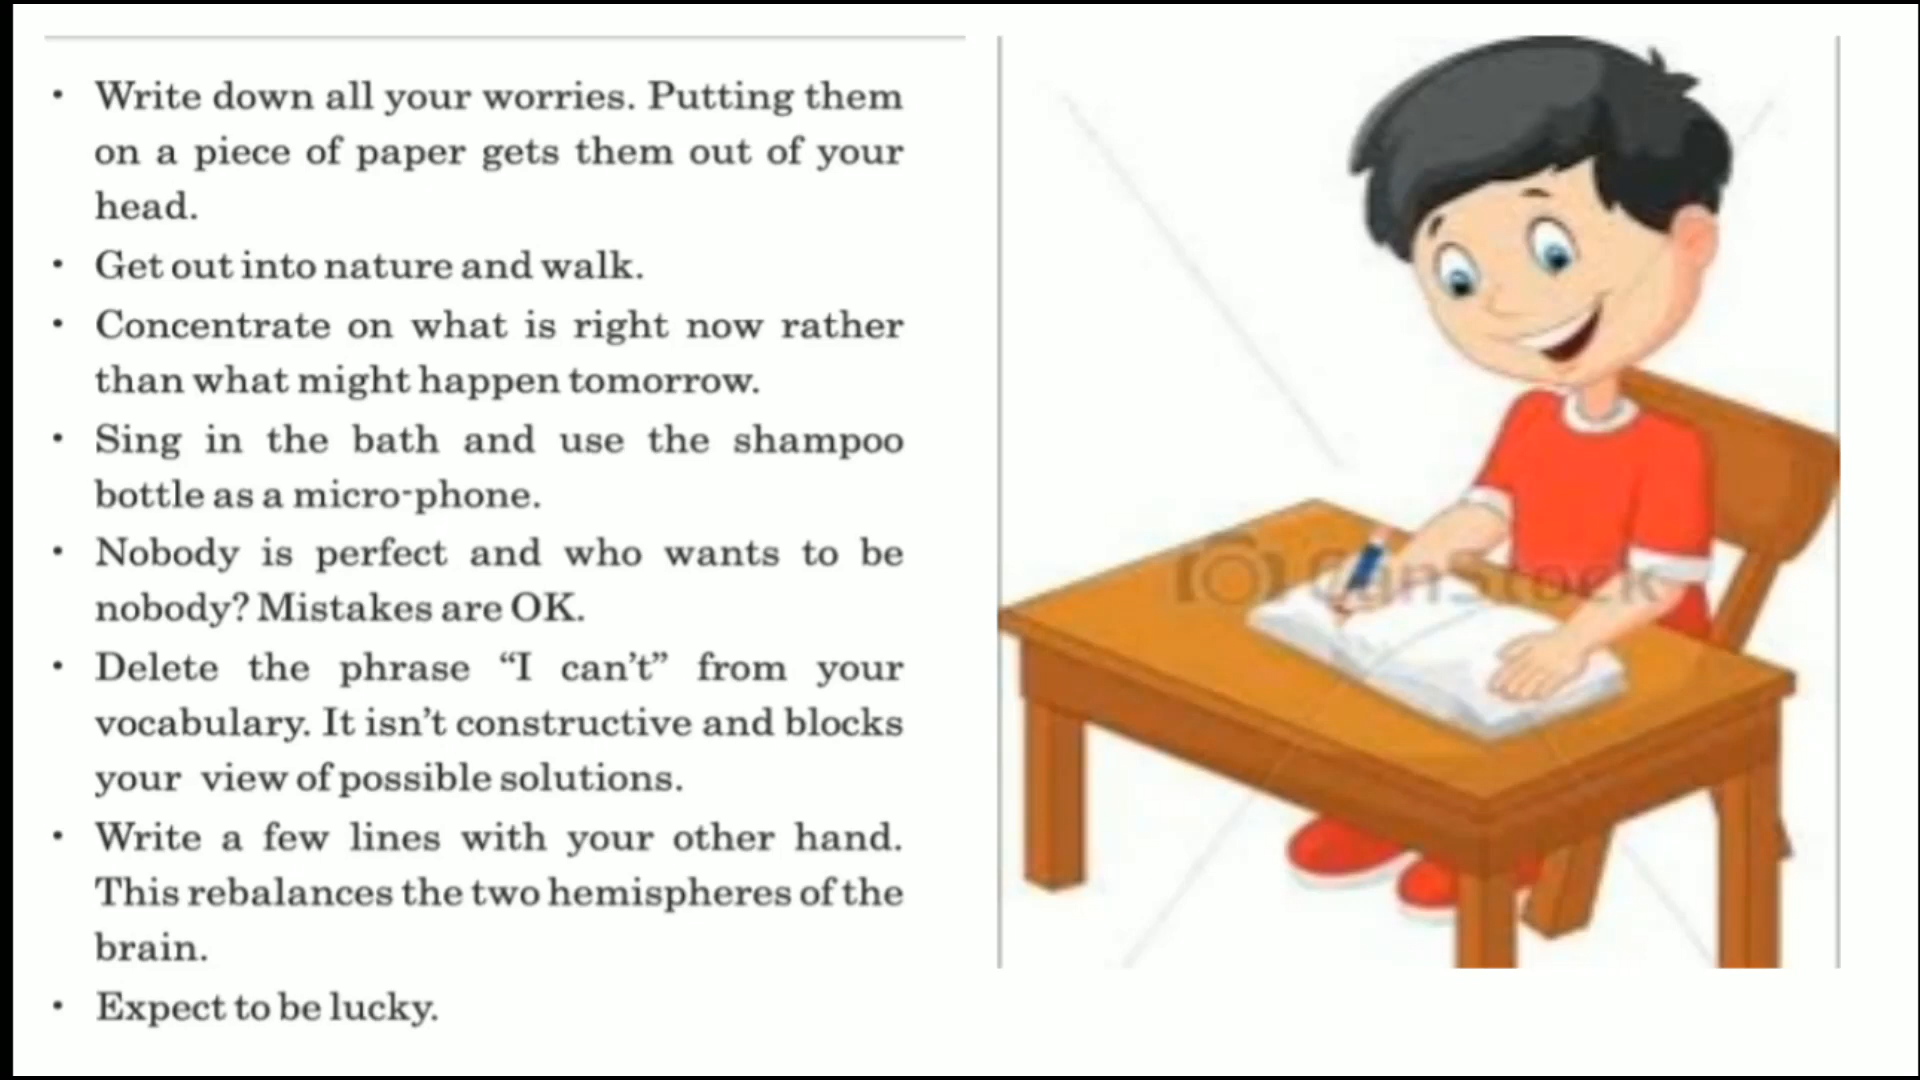 • Write down all your worries. Putting them
on a piece of paper gets them out of your
head.
• Get out into nature and walk.
• Concentrate on what is right now rather
than what might happen tomorrow.
• Sing in the bath and use the shampoo
bottle as a micro-phone.
• Nobody is perfect and who wants to be
nobody? Mistakes are OK.
• Delete the phrase “I can’t” from your
vocabulary. It isn’t constructive and blocks
your view of possible solutions.
• Write a few lines with your other hand.
This rebalances the two hemispheres of the
brain.
• Expect to be lucky.
CanStock